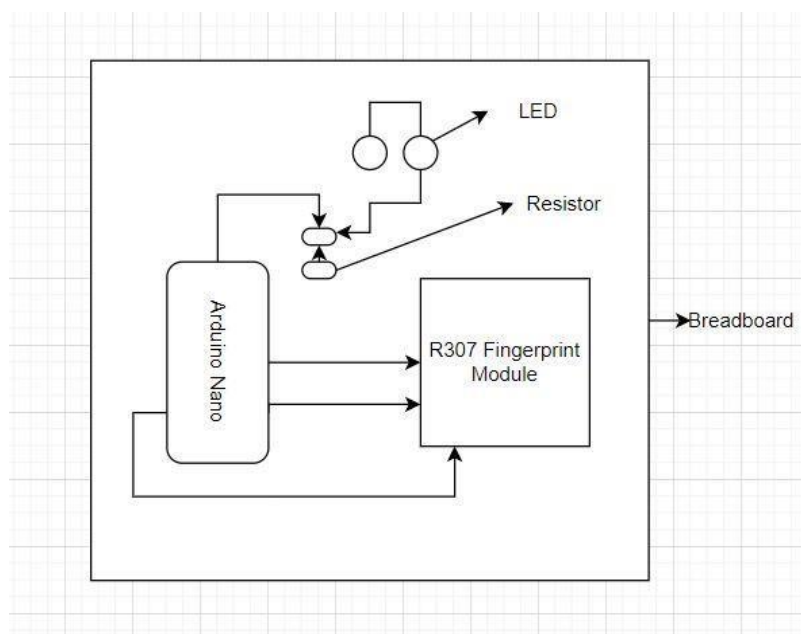 LED
Resistor
Arduino Nano
R307 Fingerprint
Module
Breadboard